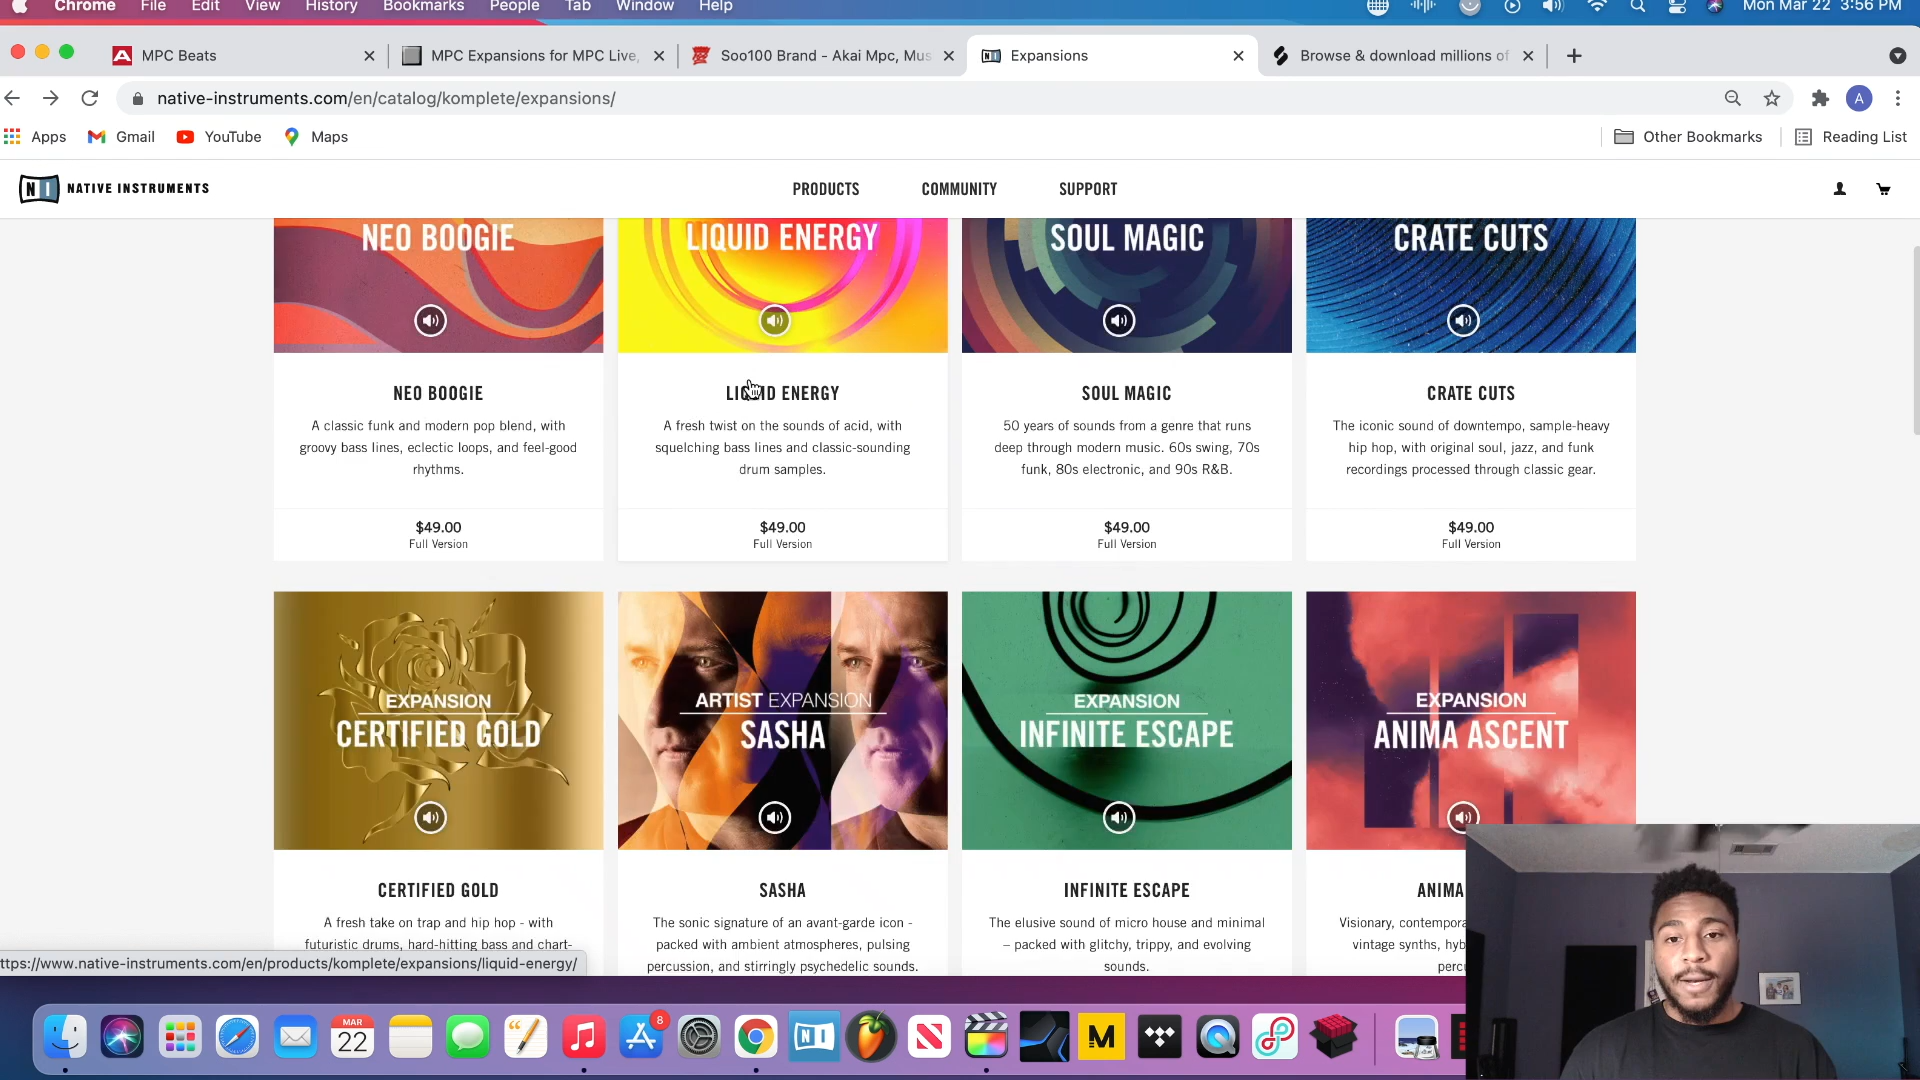 Chrome File Edit View History Bookmarks People Tab Window Help Mon Mar 22 3:56 PM
MPC Beats MPC Expansions for MPC Live, Soo100 Brand - Akai Mpc, Mus Expansions Browse & download millions of
native-instruments.com/en/catalog/komplete/expansions/ A
Apps Gmail YouTube Maps Other Bookmarks Reading List
NI NATIVE INSTRUMENTS PRODUCTS COMMUNITY SUPPORT
NEO BOOGIE LIQUID ENERGY SOUL MAGIC CRATE CUTS
NEO BOOGIE
A classic funk and modern pop blend, with
groovy bass lines, eclectic loops, and feel-good
rhythms.
$49.00
Full Version
LIQUID ENERGY
A fresh twist on the sounds of acid, with
squelching bass lines and classic-sounding
drum samples.
$49.00
Full Version
SOUL MAGIC
50 years of sounds from a genre that runs
deep through modern music. 60s swing, 70s
funk, 80s electronic, and 90s R&B.
$49.00
Full Version
CRATE CUTS
The iconic sound of downtempo, sample-heavy
hip hop, with original soul, jazz, and funk
recordings processed through classic gear.
$49.00
Full Version
EXPANSION
CERTIFIED GOLD
CERTIFIED GOLD
A fresh take on trap and hip hop - with
futuristic drums, hard-hitting bass and chart-
ARTIST EXPANSION
SASHA
SASHA
The sonic signature of an avant-garde icon -
packed with ambient atmospheres, pulsing
percussion, and stirringly psychedelic sounds.
EXPANSION
INFINITE ESCAPE
INFINITE ESCAPE
The elusive sound of micro house and minimal
– packed with glitchy, trippy, and evolving
sounds.
EXPANSION
ANIMA ASCENT
ANIMA
Visionary, contempora
vintage synths, hyb
perc
ttps://www.native-instruments.com/en/products/komplete/expansions/liquid-energy/
MAR
22 8 NI M